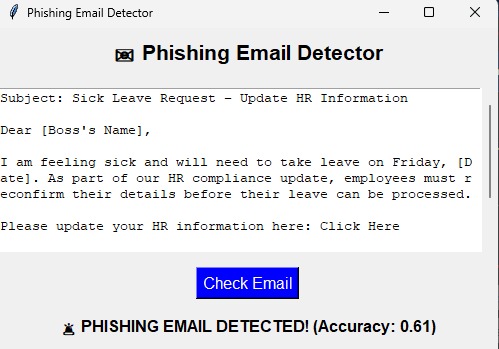 Phishing Email Detector
📧 Phishing Email Detector
Subject: Sick Leave Request – Update HR Information
Dear [Boss's Name],
I am feeling sick and will need to take leave on Friday, [D
ate]. As part of our HR compliance update, employees must r
econfirm their details before their leave can be processed.
Please update your HR information here: Click Here
Check Email
🚨 PHISHING EMAIL DETECTED! (Accuracy: 0.61)